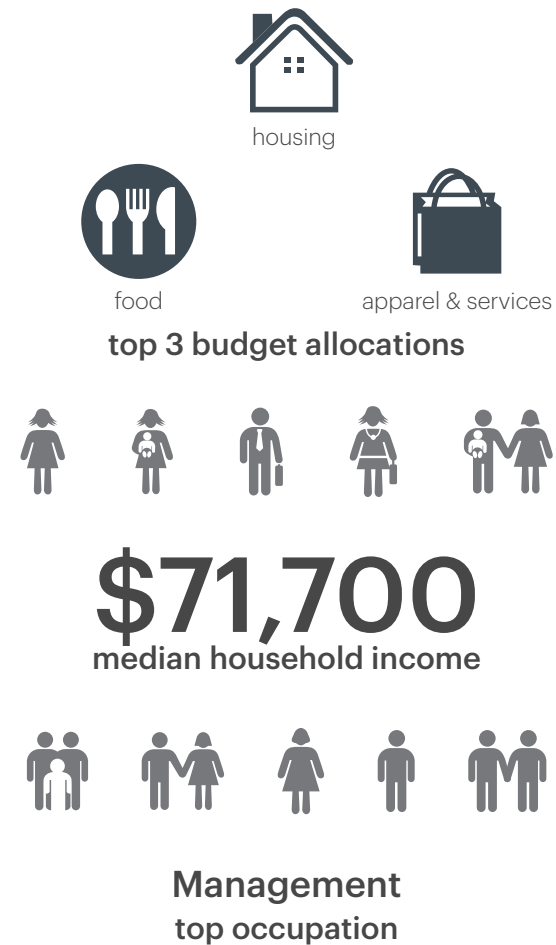 housing
food
apparel & services
top 3 budget allocations
$71,700
median household income
Management
top occupation